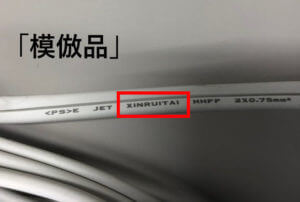 「模倣品」
<PS>E JET XINRUITAI HHFF 2X0.75mm²